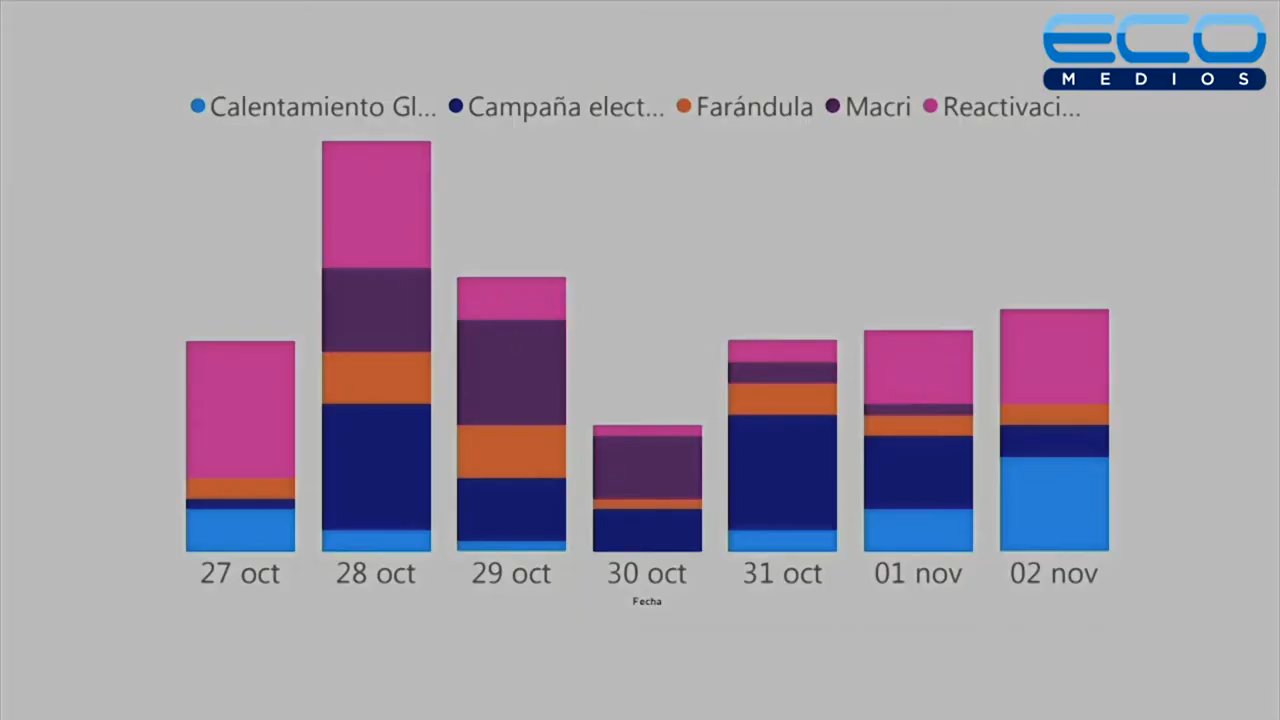 ECO
MEDIOS
Calentamiento Gl... Campaña elect... Farándula Macri Reactivaci...
27 oct 28 oct 29 oct 30 oct 31 oct 01 nov 02 nov
Fecha